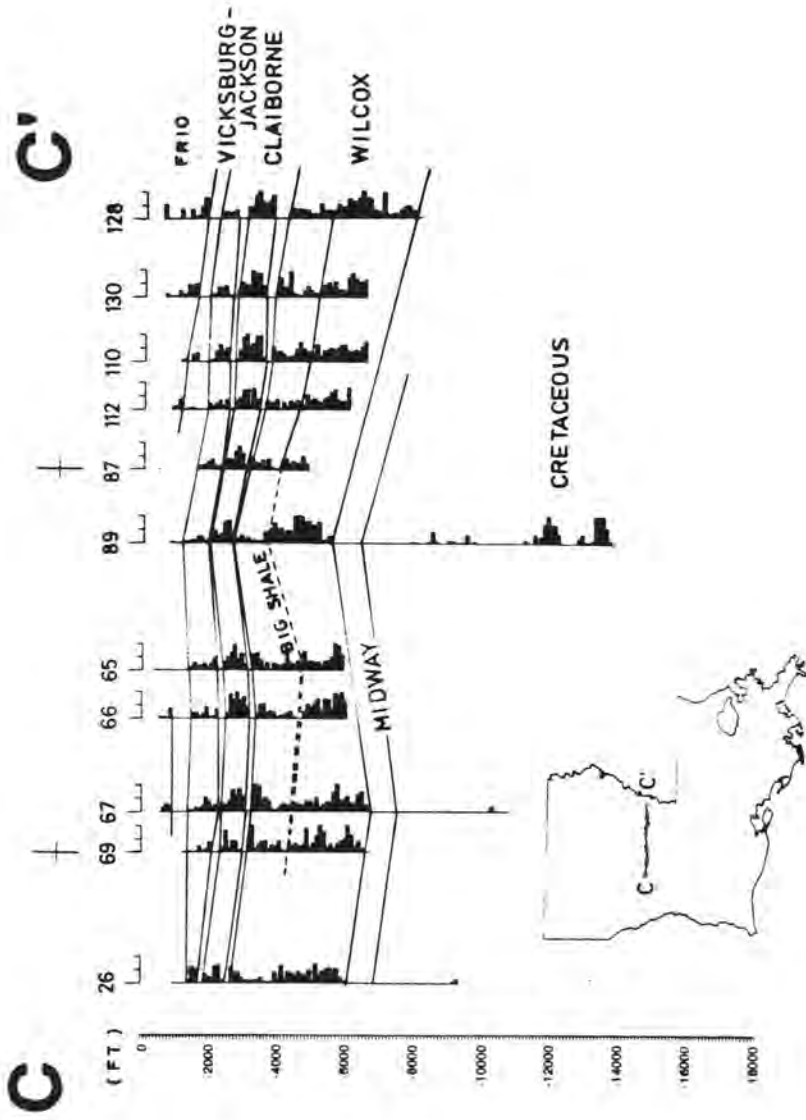 C
C'
26
69
67
66
65
89
87
112
110
130
128
(FT.)
0
-2000
-4000
-6000
-8000
-10000
-12000
-14000
-16000
-18000
FRIO
VICKSBURG-
JACKSON
CLAIBORNE
WILCOX
BIG SHALE
MIDWAY
CRETACEOUS
C
C'